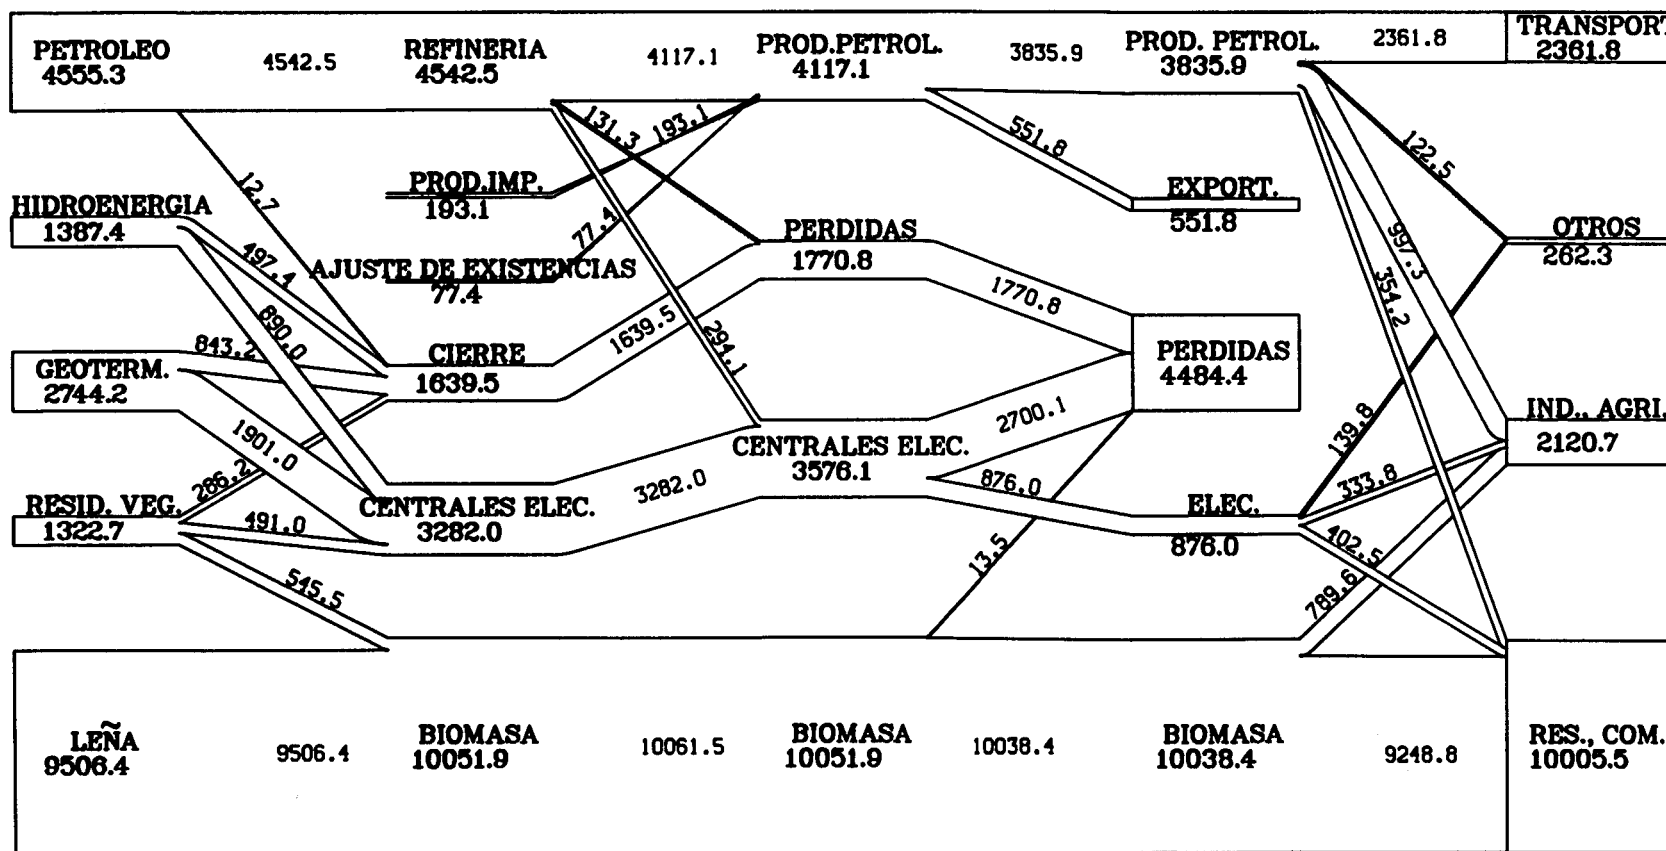 PETROLEO
4555.3
4542.5
REFINERIA
4542.5
4117.1
PROD.PETROL.
4117.1
3835.9
PROD. PETROL.
3835.9
2361.8
TRANSPORT
2361.8
12.7
131.3
193.1
551.8
122.5
PROD.IMP.
193.1
EXPORT.
551.8
HIDROENERGIA
1387.4
497.4
890.0
77.4
AJUSTE DE EXISTENCIAS
77.4
PERDIDAS
1770.8
1770.8
997.3
354.2
OTROS
262.3
843.2
GEOTERM.
2744.2
CIERRE
1639.5
1639.5
294.1
PERDIDAS
4484.4
1901.0
286.2
2700.1
139.8
IND., AGRI.
2120.7
CENTRALES ELEC.
3576.1
RESID. VEG.
1322.7
491.0
CENTRALES ELEC.
3282.0
3282.0
876.0
ELEC.
876.0
333.8
402.5
545.5
13.5
789.6
LEÑA
9506.4
9506.4
BIOMASA
10051.9
10061.5
BIOMASA
10051.9
10038.4
BIOMASA
10038.4
9248.8
RES., COM.
10005.5